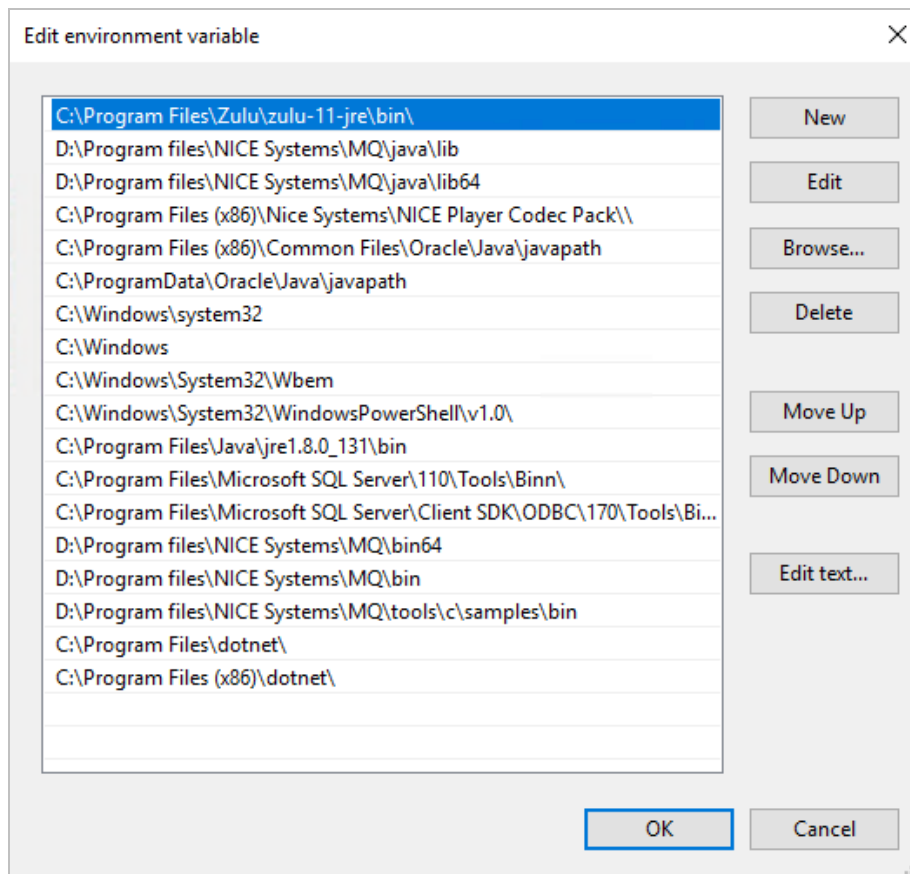 Edit environment variable
C:\Program Files\Zulu\zulu-11-jre\bin\
D:\Program files\NICE Systems\MQ\java\lib
D:\Program files\NICE Systems\MQ\java\lib64
C:\Program Files (x86)\Nice Systems\NICE Player Codec Pack\\
C:\Program Files (x86)\Common Files\Oracle\Java\javapath
C:\ProgramData\Oracle\Java\javapath
C:\Windows\system32
C:\Windows
C:\Windows\System32\Wbem
C:\Windows\System32\WindowsPowerShell\v1.0\
C:\Program Files\Java\jre1.8.0_131\bin
C:\Program Files\Microsoft SQL Server\110\Tools\Binn\
C:\Program Files\Microsoft SQL Server\Client SDK\ODBC\170\Tools\Bi...
D:\Program files\NICE Systems\MQ\bin64
D:\Program files\NICE Systems\MQ\bin
D:\Program files\NICE Systems\MQ\tools\c\samples\bin
C:\Program Files\dotnet\
C:\Program Files (x86)\dotnet\
New
Edit
Browse...
Delete
Move Up
Move Down
Edit text...
OK
Cancel